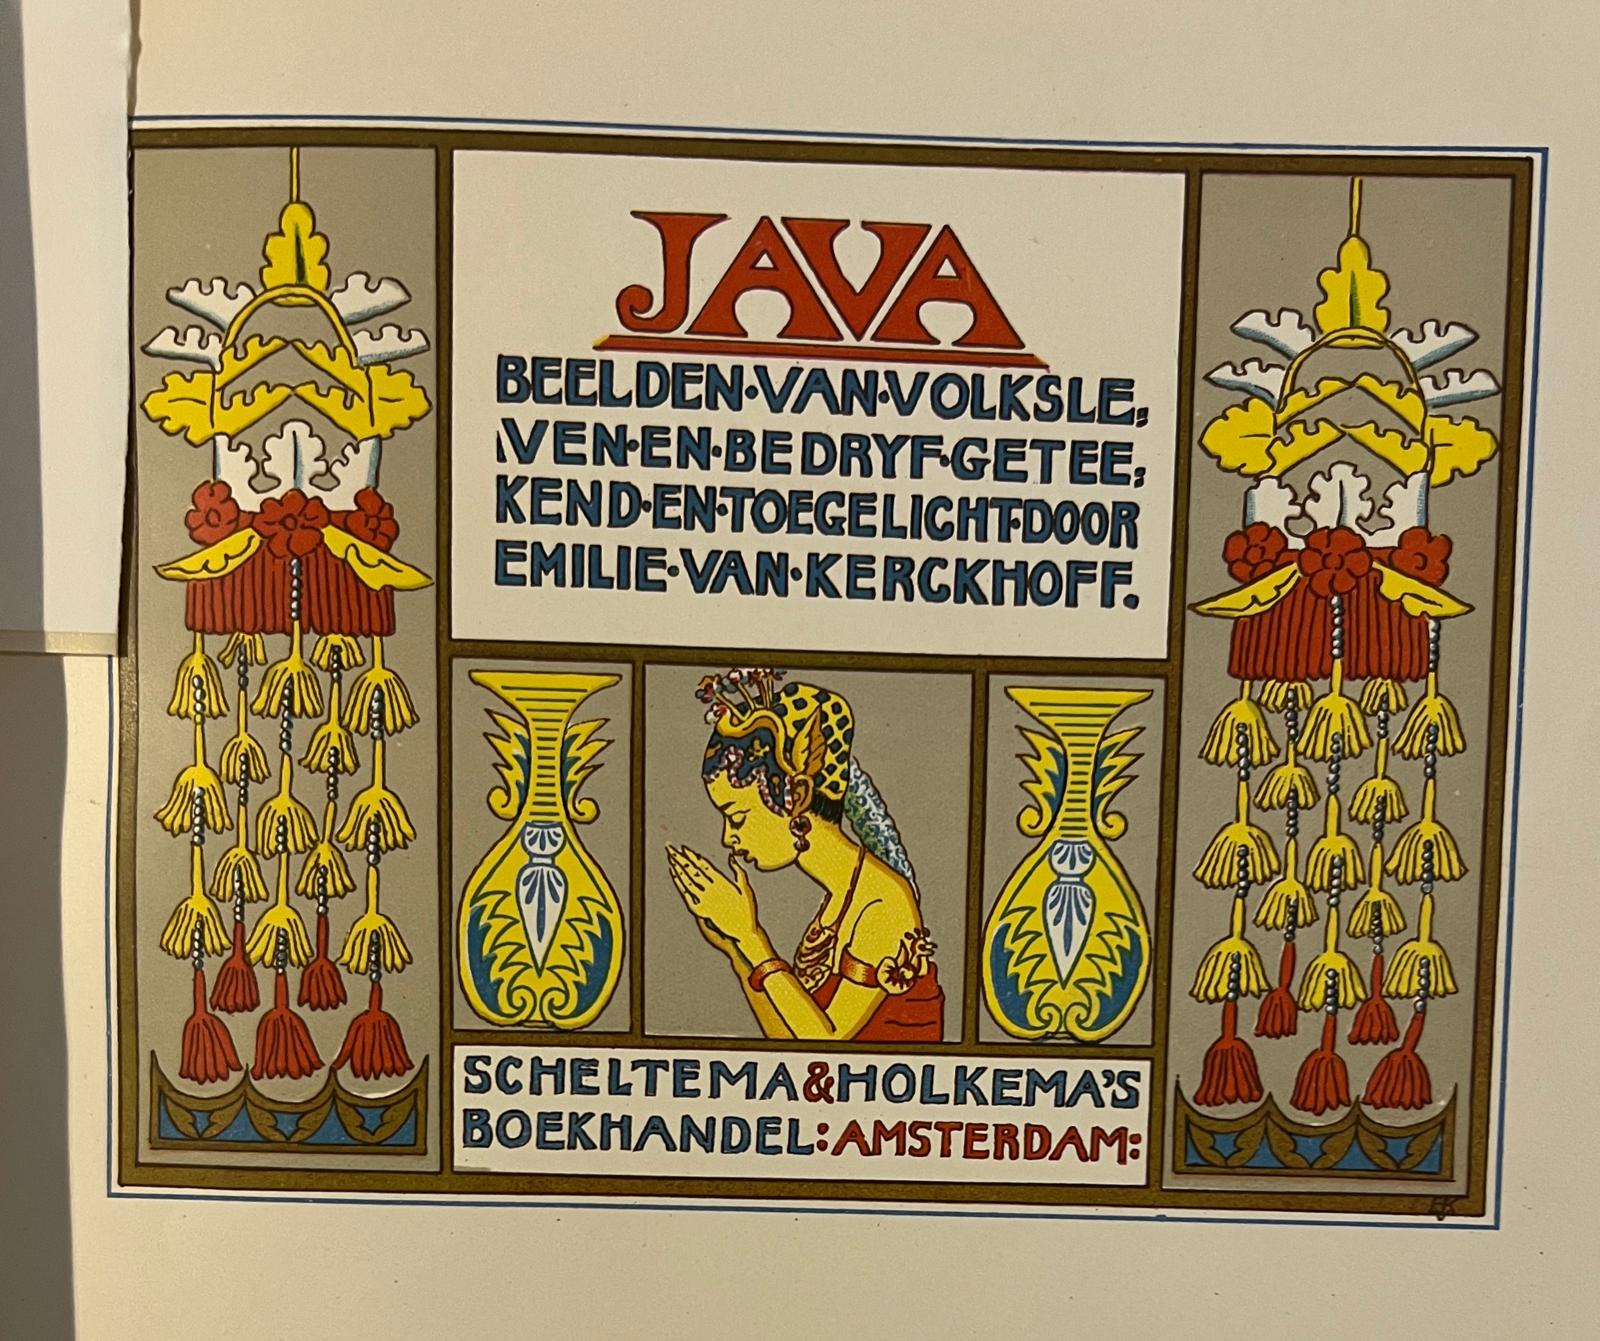 JAVA
BEELDEN·VAN·VOLKSLE;
VEN·EN·BEDRYF·GETEE;
KEND·EN·TOEGELICHT·DOOR
EMILIE·VAN·KERCKHOFF.
SCHELTEMA&HOLKEMA'S
BOEKHANDEL:AMSTERDAM: